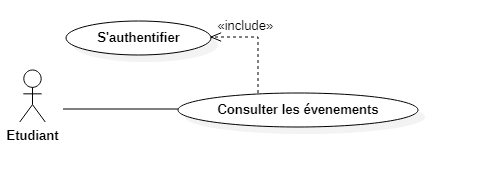 «include»
S'authentifier
Consulter les évenements
Etudiant